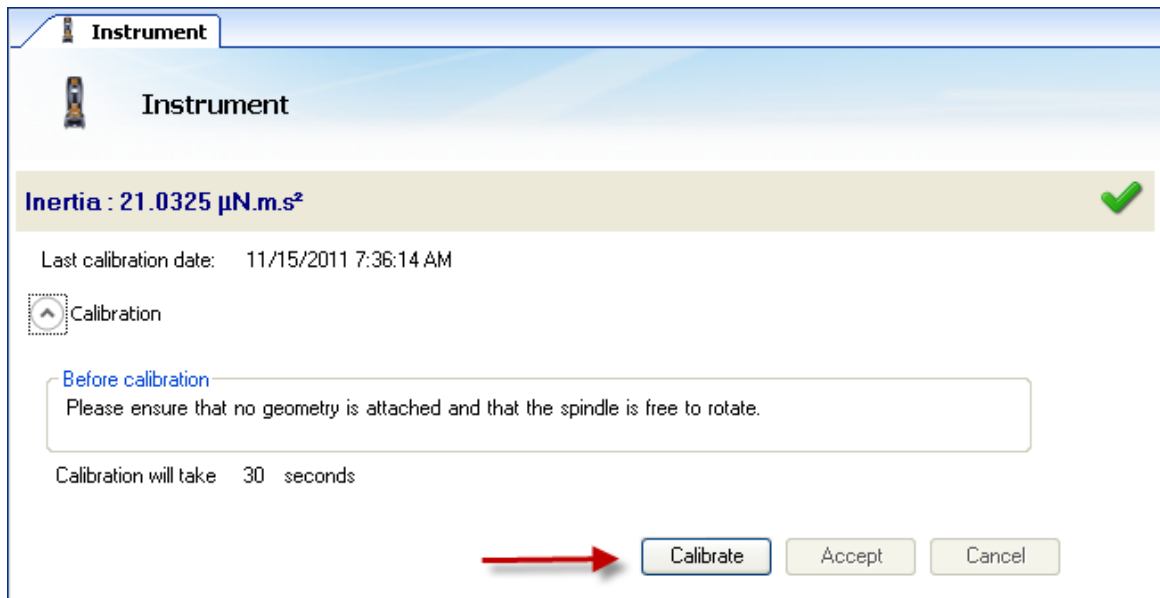 Instrument
Instrument
Inertia : 21.0325 µN.m.s²
Last calibration date: 11/15/2011 7:36:14 AM
Calibration
Before calibration
Please ensure that no geometry is attached and that the spindle is free to rotate.
Calibration will take 30 seconds
Calibrate Accept Cancel